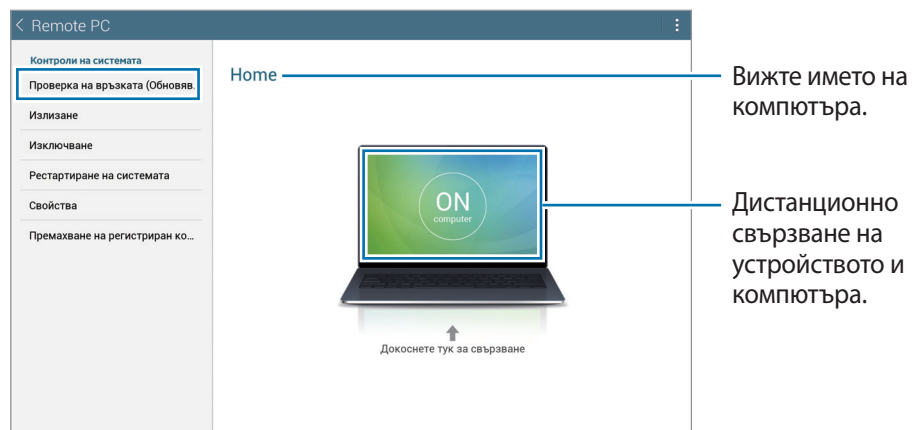 Remote PC
Контроли на системата
Проверка на връзката (Обновяв.
Излизане
Изключване
Рестартиране на системата
Свойства
Премахване на регистриран ко...
Home
ON
computer
Докоснете тук за свързване
Вижте името на
компютъра.
Дистанционно
свързване на
устройството и
компютъра.